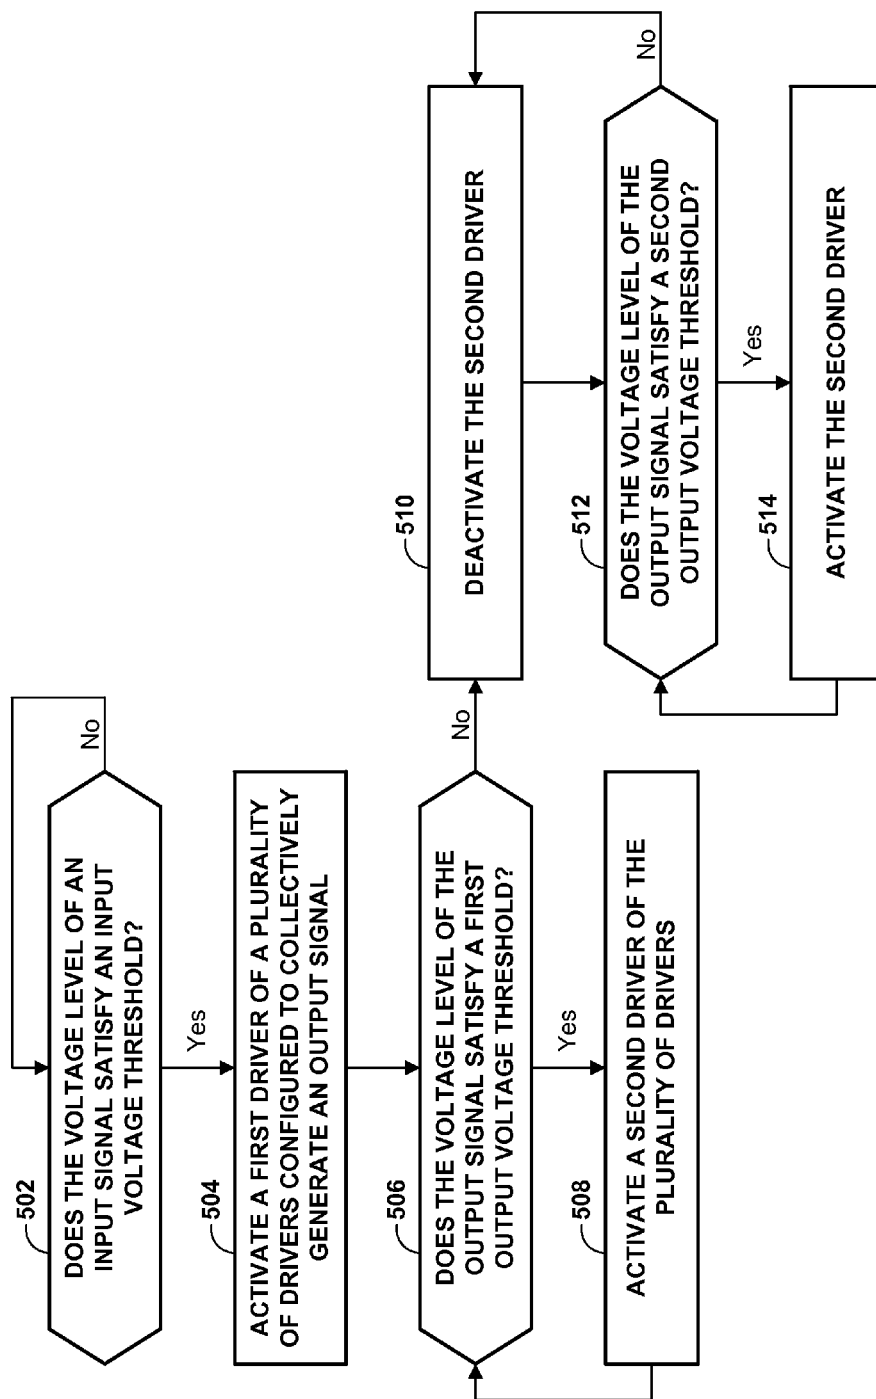 502
DOES THE VOLTAGE LEVEL OF AN
INPUT SIGNAL SATISFY AN INPUT
VOLTAGE THRESHOLD?
No
Yes
504
ACTIVATE A FIRST DRIVER OF A PLURALITY
OF DRIVERS CONFIGURED TO COLLECTIVELY
GENERATE AN OUTPUT SIGNAL
506
DOES THE VOLTAGE LEVEL OF THE
OUTPUT SIGNAL SATISFY A FIRST
OUTPUT VOLTAGE THRESHOLD?
No
Yes
508
ACTIVATE A SECOND DRIVER OF THE
PLURALITY OF DRIVERS
510
DEACTIVATE THE SECOND DRIVER
512
DOES THE VOLTAGE LEVEL OF THE
OUTPUT SIGNAL SATISFY A SECOND
OUTPUT VOLTAGE THRESHOLD?
No
Yes
514
ACTIVATE THE SECOND DRIVER